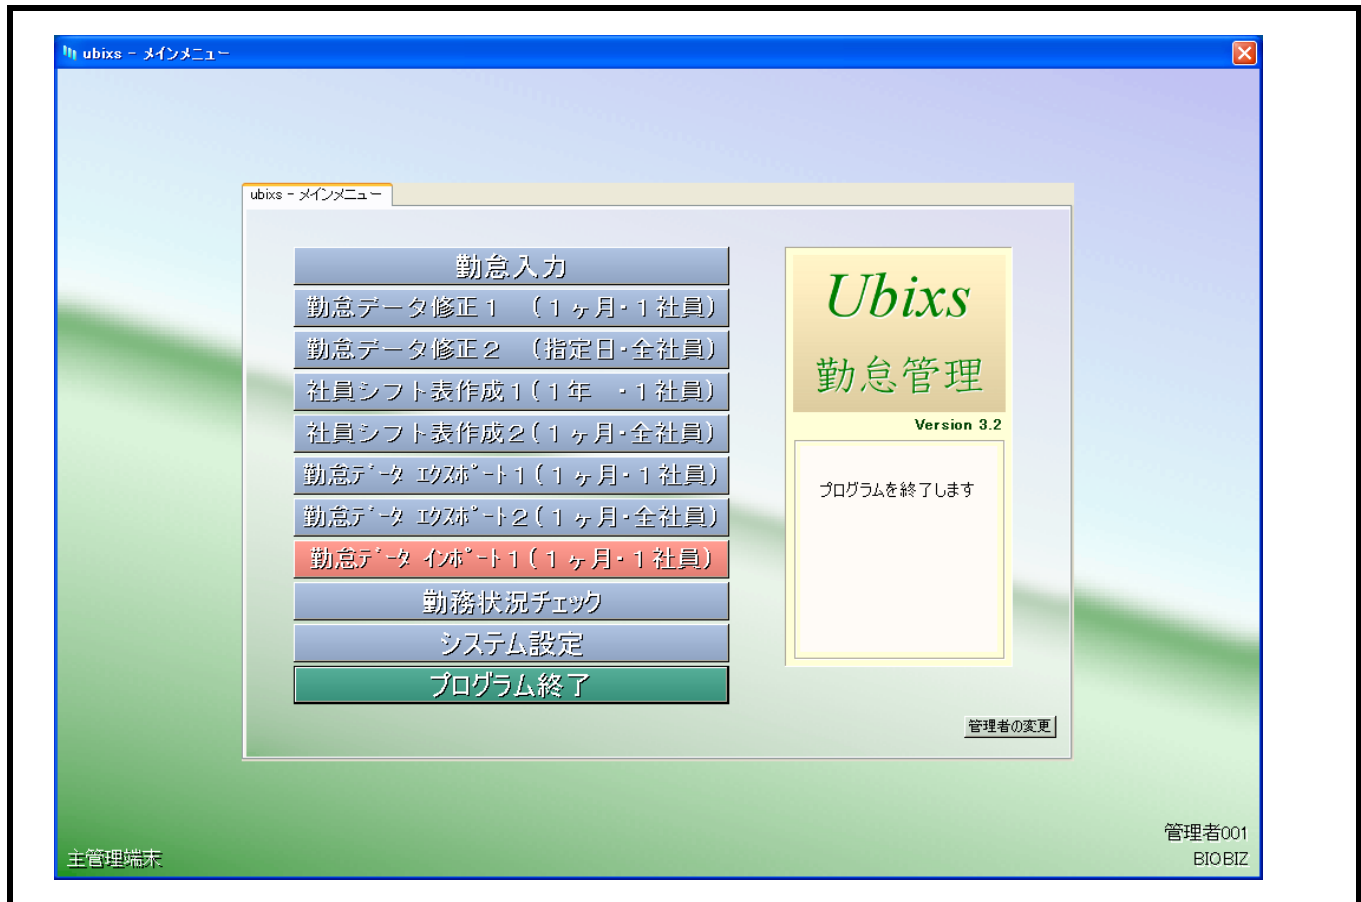 ubixs - メインメニュー
ubixs - メインメニュー
勤怠入力
勤怠データ修正１　（１ヶ月・１社員）
勤怠データ修正２　（指定日・全社員）
社員シフト表作成１（１年　・１社員）
社員シフト表作成２（１ヶ月・全社員）
勤怠ﾃﾞｰﾀ ｴｸｽﾎﾟｰﾄ１（１ヶ月・１社員）
勤怠ﾃﾞｰﾀ ｴｸｽﾎﾟｰﾄ２（１ヶ月・全社員）
勤怠ﾃﾞｰﾀ ｲﾝﾎﾟｰﾄ１（１ヶ月・１社員）
勤務状況チェック
システム設定
プログラム終了
Ubixs
勤怠管理
Version 3.2
プログラムを終了します
管理者の変更
管理者001
主管理端末
BIOBIZ